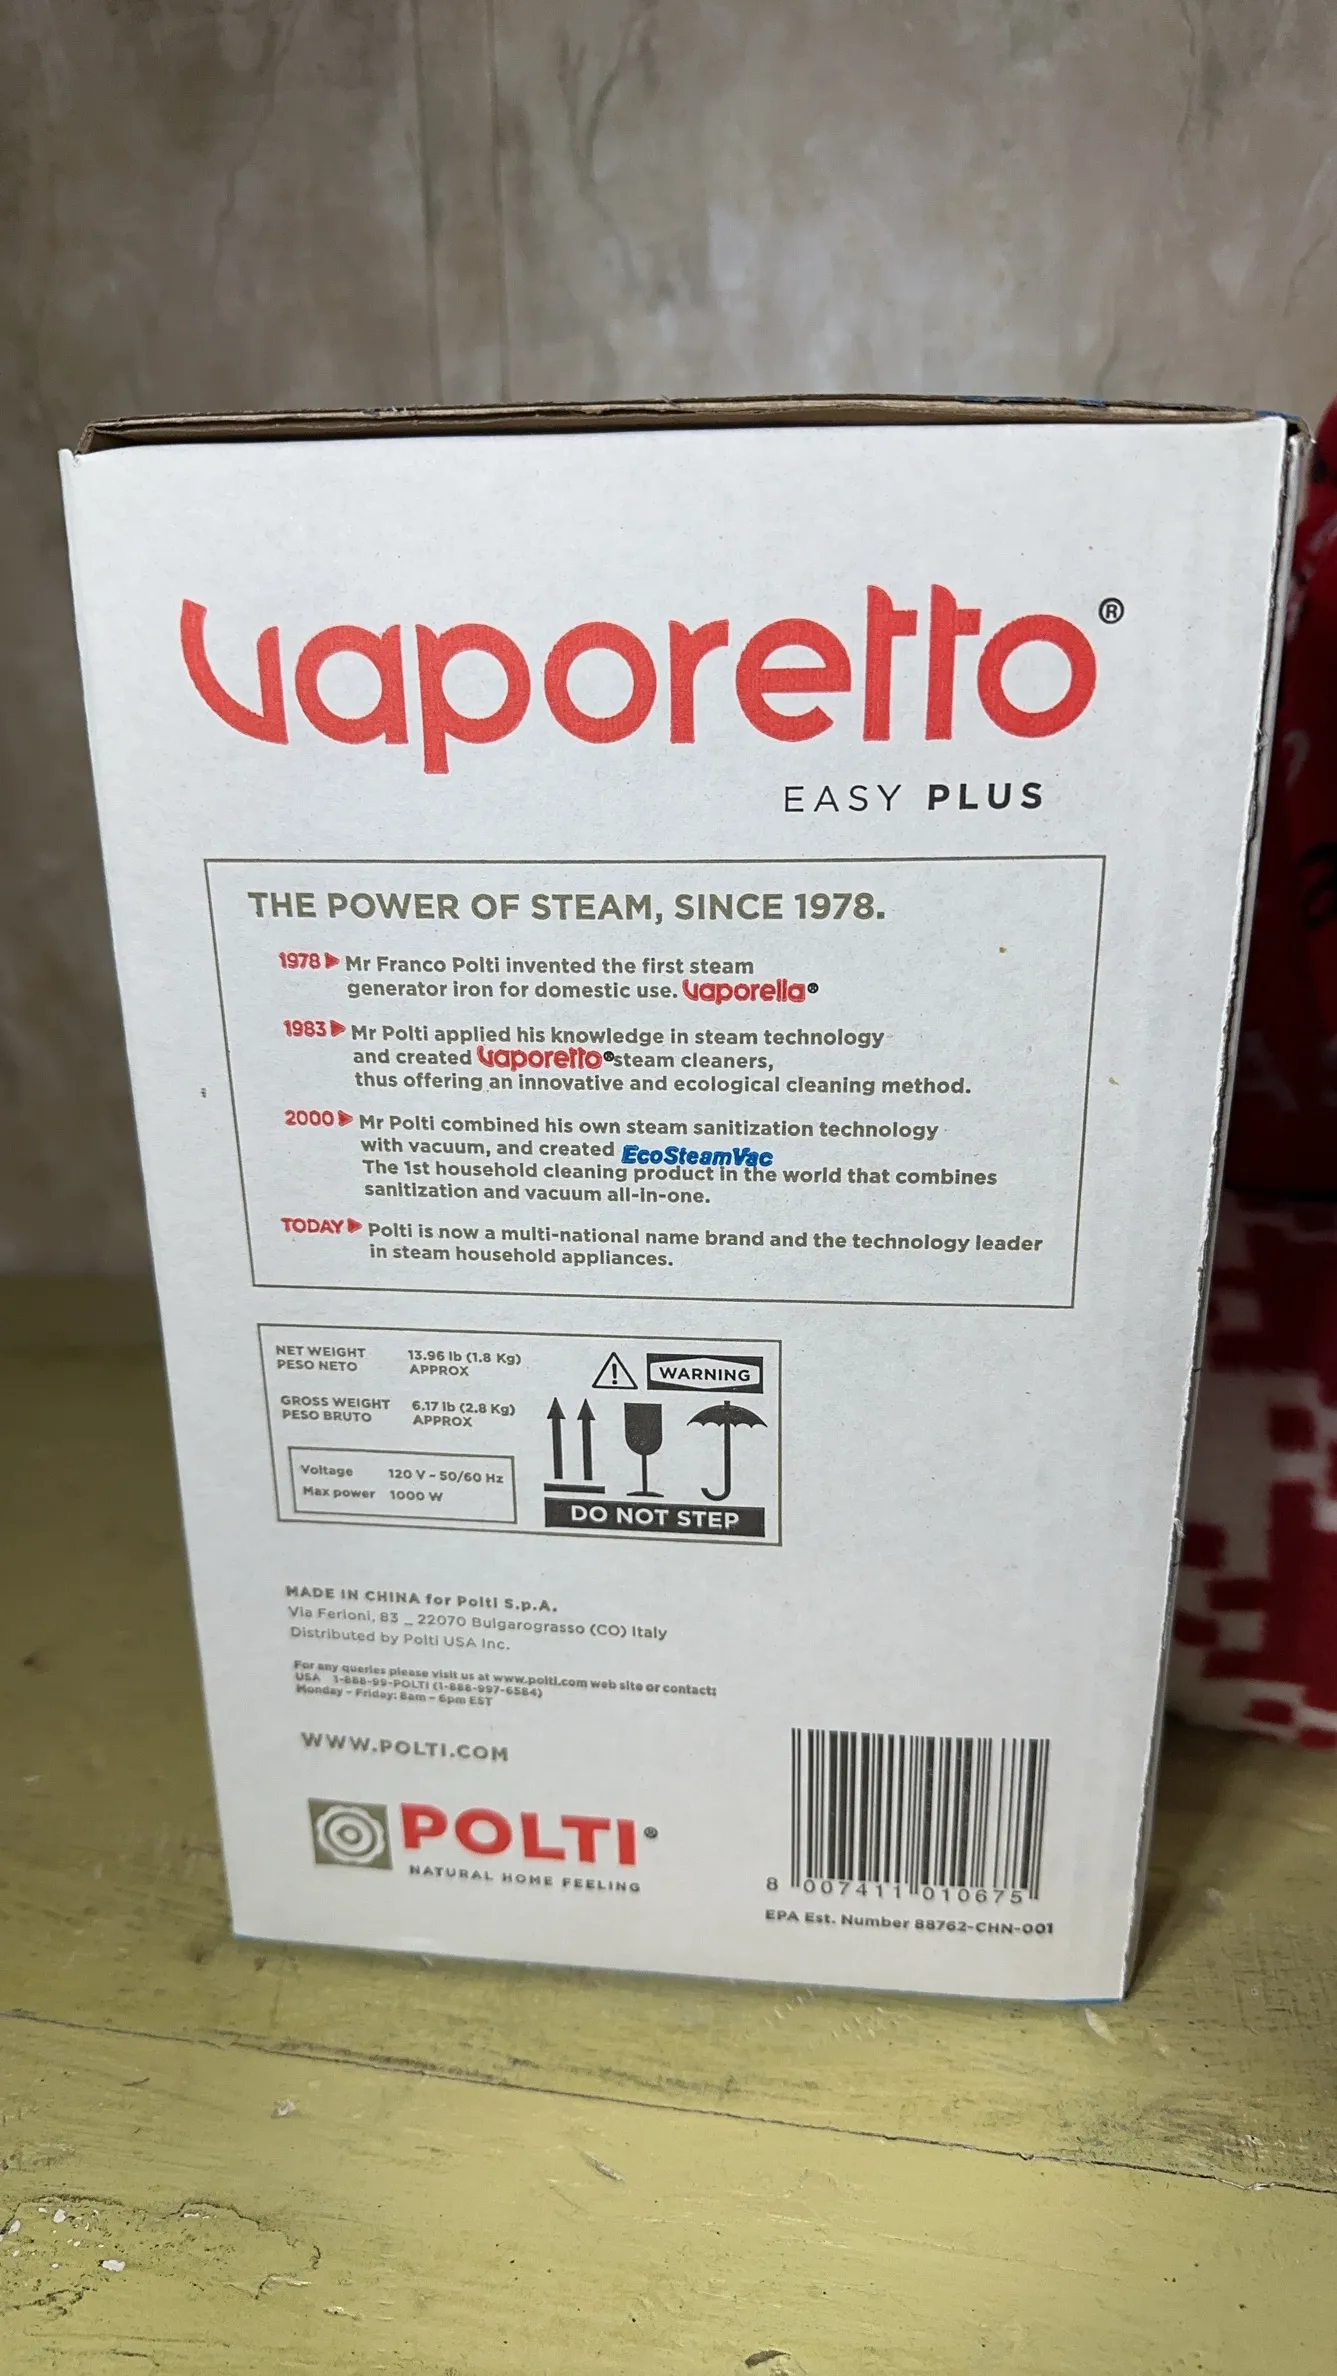 vaporetto®
EASY PLUS
THE POWER OF STEAM, SINCE 1978.
1978 Mr Franco Polti invented the first steam
generator iron for domestic use. vaporella®
1983 Mr Polti applied his knowledge in steam technology
and created vaporetto® steam cleaners,
thus offering an innovative and ecological cleaning method.
2000 Mr Polti combined his own steam sanitization technology
with vacuum, and created EcoSteamVac
The 1st household cleaning product in the world that combines
sanitization and vacuum all-in-one.
TODAY Polti is now a multi-national name brand and the technology leader
in steam household appliances.
NET WEIGHT 13.96 lb (1.8 Kg)
PESO NETO APPROX
GROSS WEIGHT 6.17 lb (2.8 Kg)
PESO BRUTO APPROX
Voltage 120 V - 50/60 Hz
Max power 1000 W
WARNING
DO NOT STEP
MADE IN CHINA for Polti S.p.A.
Via Ferloni, 83 _ 22070 Bulgarograsso (CO) Italy
Distributed by Polti USA Inc.
For any queries please visit us at www.polti.com web site or contact:
USA 1-888-99-POLTI (1-888-997-6584)
Monday - Friday: 8am - 6pm EST
WWW.POLTI.COM
POLTI®
NATURAL HOME FEELING
8 007411 010675
EPA Est. Number 88762-CHN-001